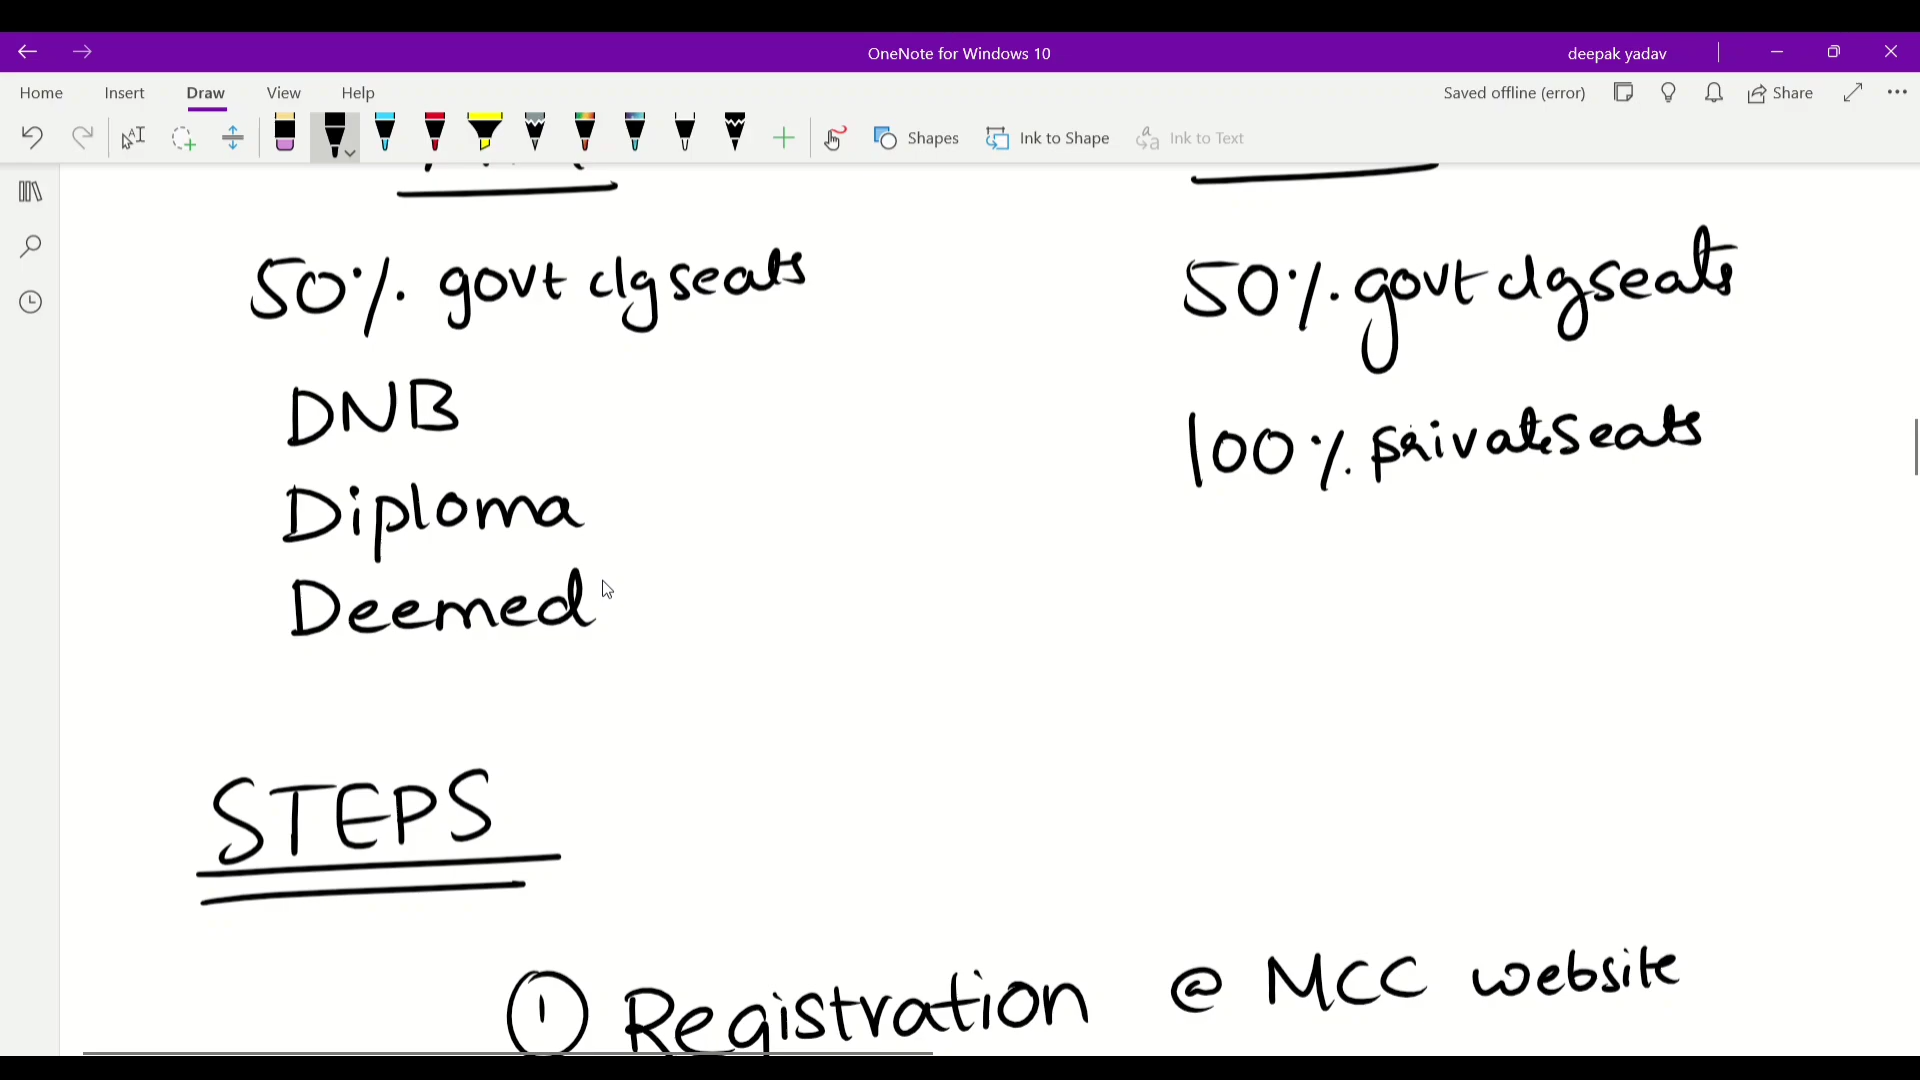 OneNote for Windows 10
deepak yadav
Home Insert Draw View Help
Saved offline (error)
Share
Shapes
Ink to Shape
Ink to Text
50% govt clg seats
DNB
Diploma
Deemed
50% govt clg seats
100% private seats
STEPS
1 Registration @ MCC website